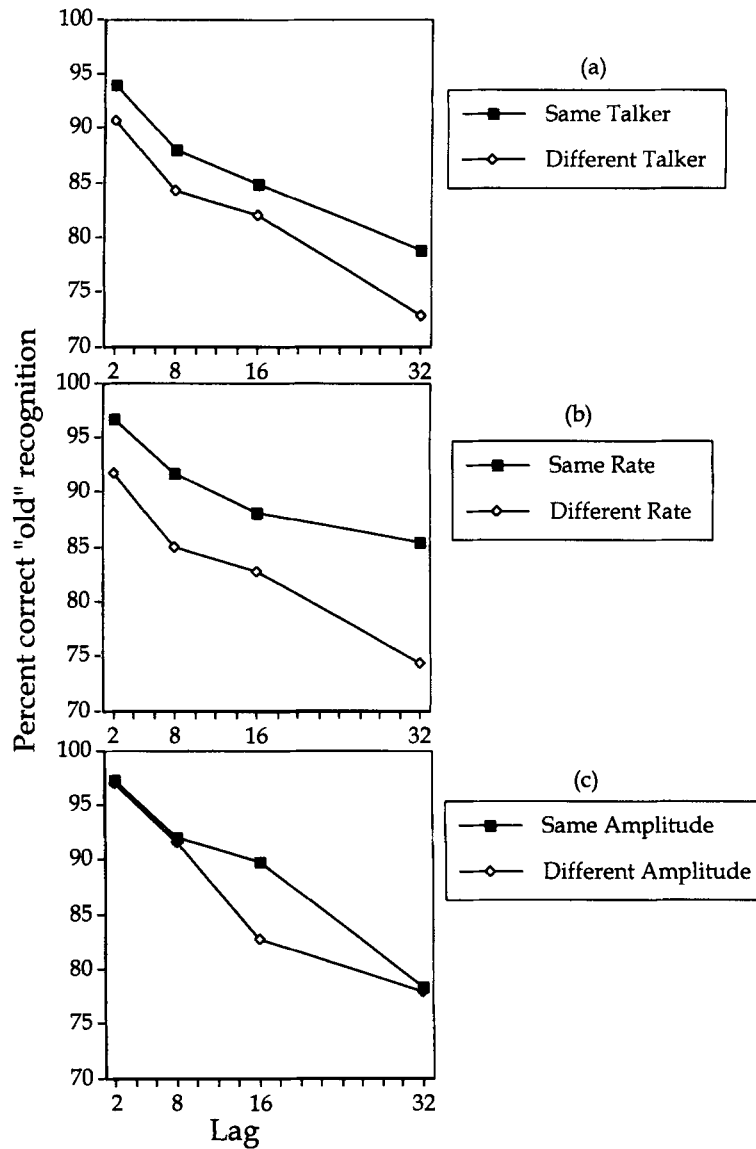 Percent correct "old" recognition
100
95
90
85
80
75
70
2 8 16 32
(a)
Same Talker
Different Talker
100
95
90
85
80
75
70
2 8 16 32
(b)
Same Rate
Different Rate
100
95
90
85
80
75
70
2 8 16 32
(c)
Same Amplitude
Different Amplitude
Lag